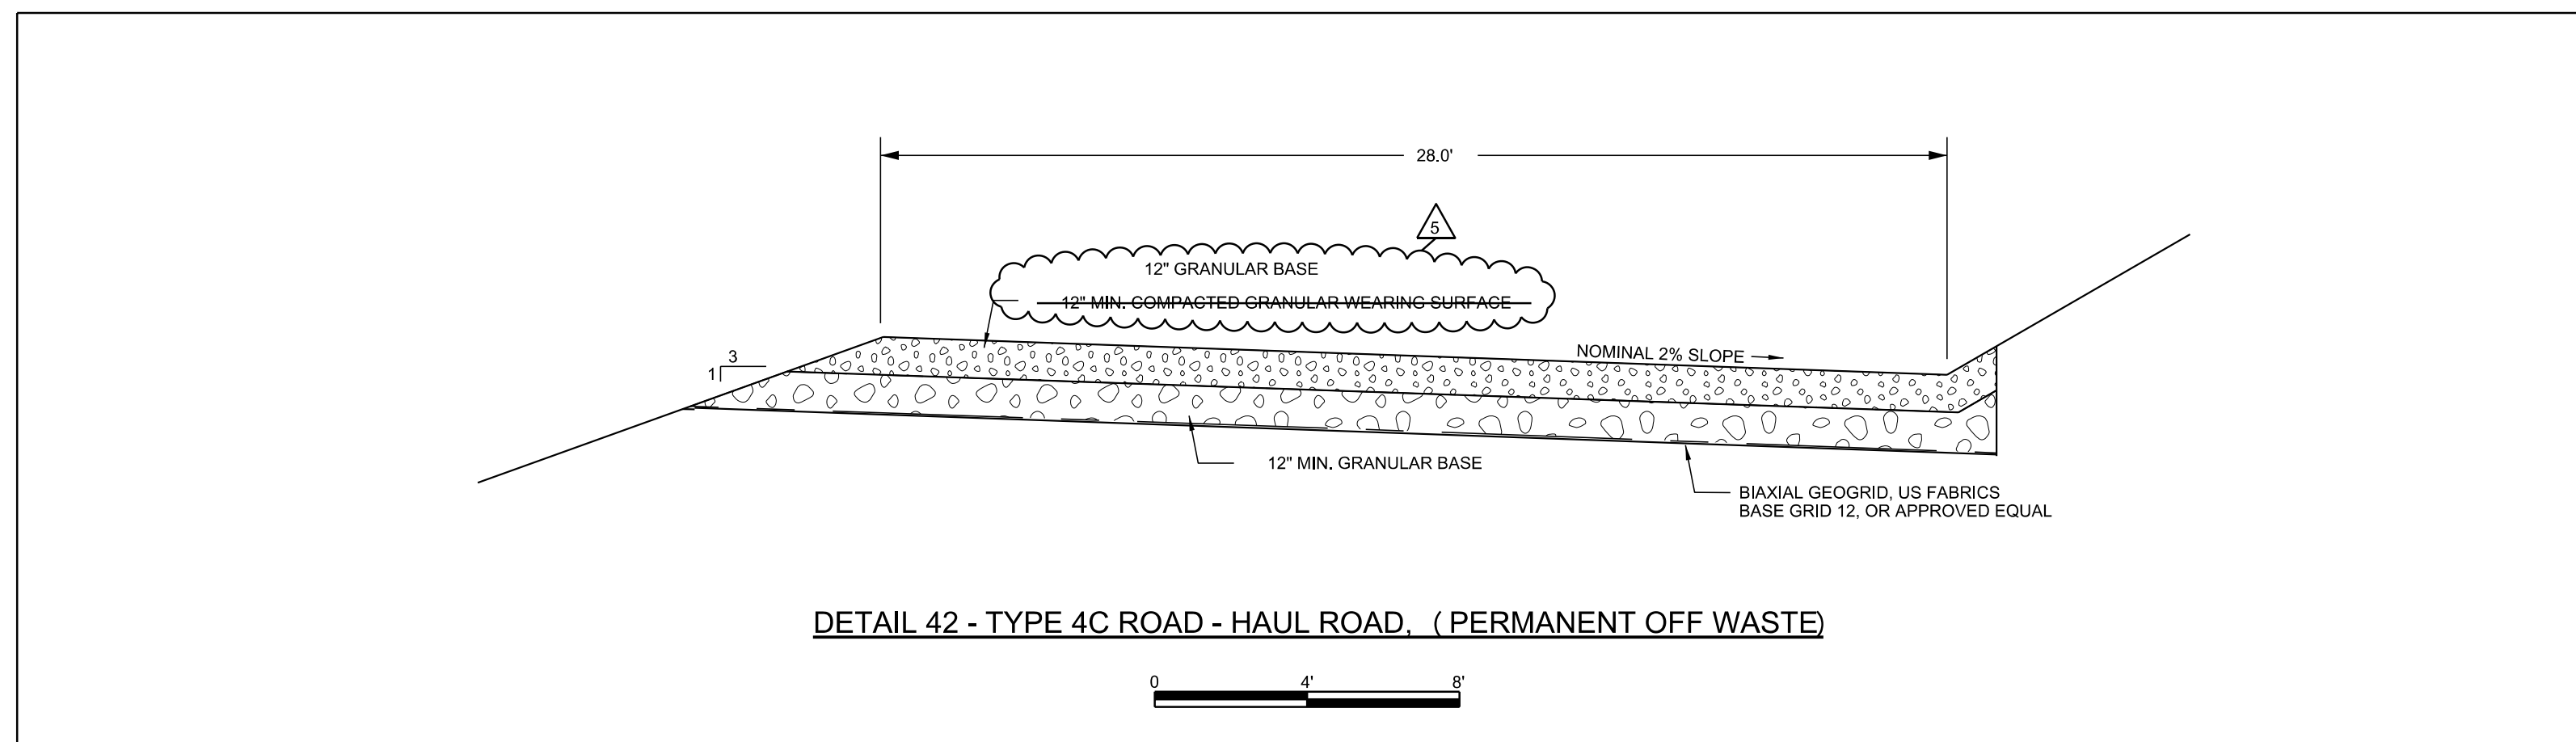 28.0'
5
12" GRANULAR BASE
12" MIN. COMPACTED GRANULAR WEARING SURFACE
NOMINAL 2% SLOPE
3
1
12" MIN. GRANULAR BASE
BIAXIAL GEOGRID, US FABRICS
BASE GRID 12, OR APPROVED EQUAL
DETAIL 42 - TYPE 4C ROAD - HAUL ROAD, (PERMANENT OFF WASTE)
0 4' 8'